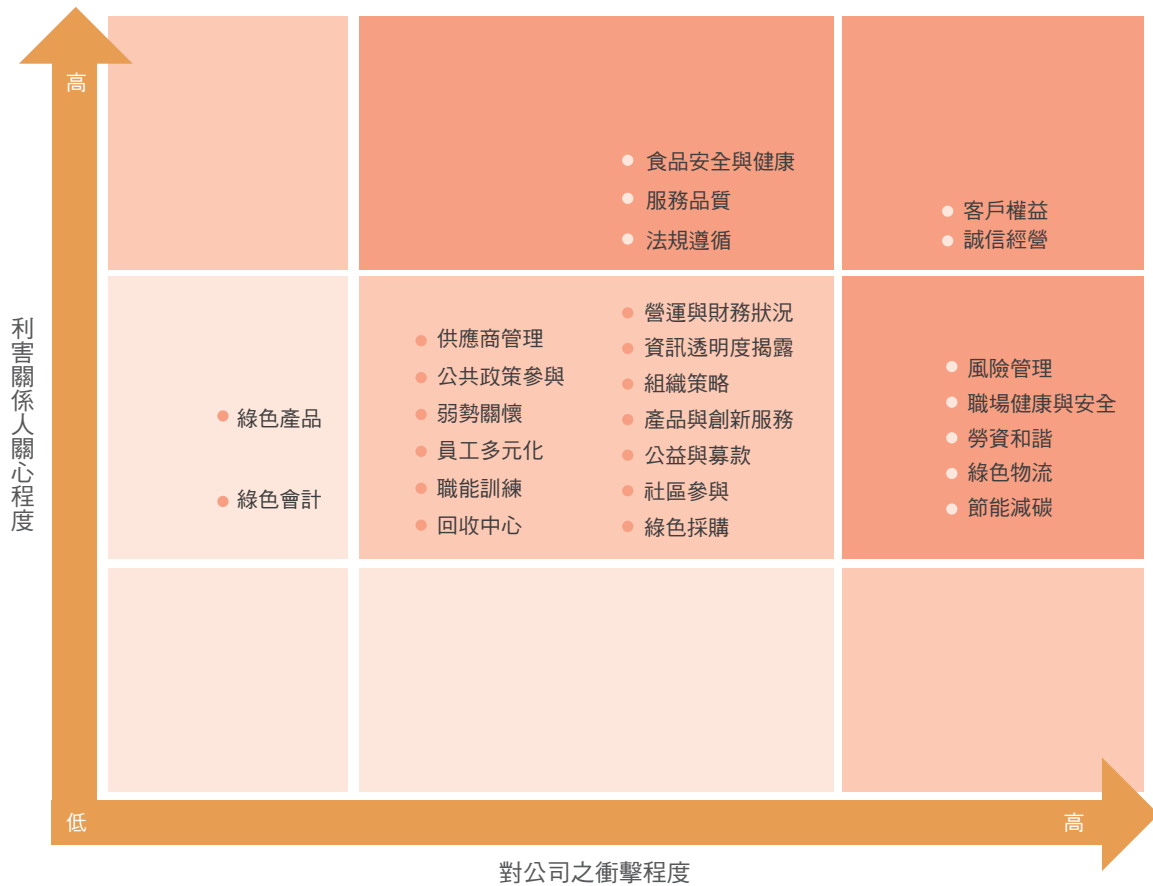 高
利害關係人關心程度
食品安全與健康
服務品質
法規遵循
客戶權益
誠信經營
綠色產品
綠色會計
供應商管理
公共政策參與
弱勢關懷
員工多元化
職能訓練
回收中心
營運與財務狀況
資訊透明度揭露
組織策略
產品與創新服務
公益與募款
社區參與
綠色採購
風險管理
職場健康與安全
勞資和諧
綠色物流
節能減碳
低
高
對公司之衝擊程度